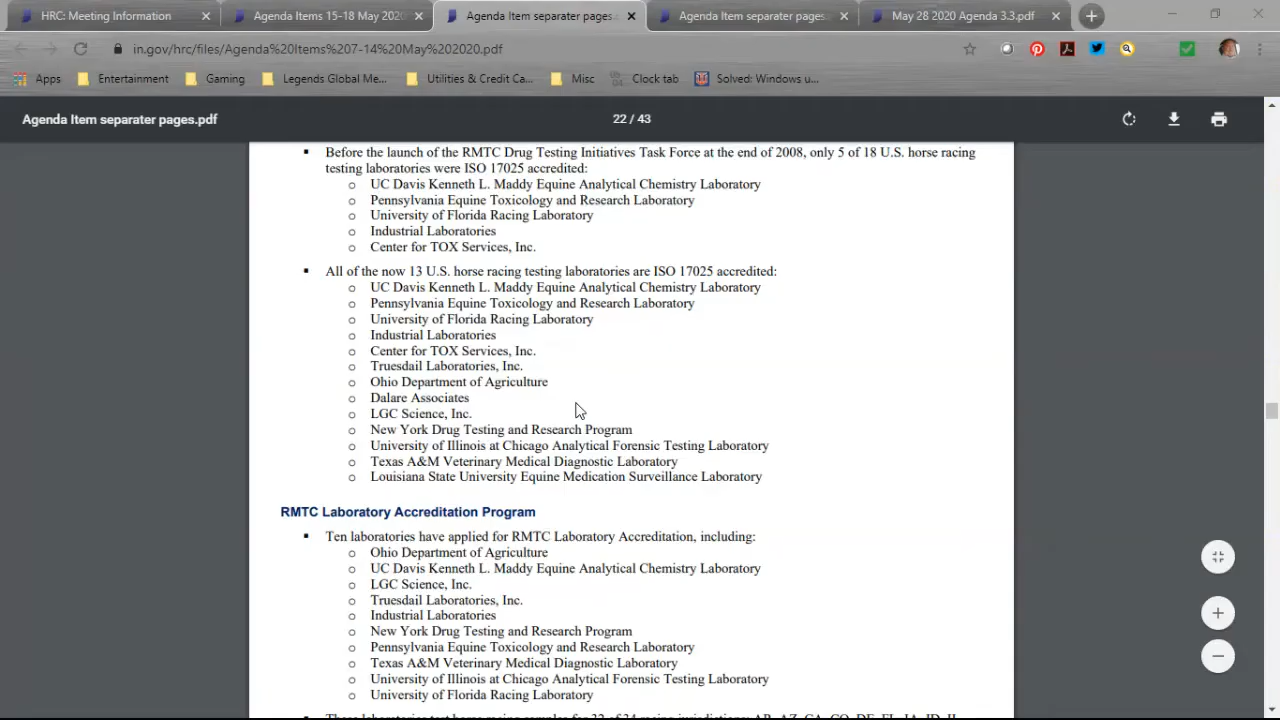 HRC: Meeting Information
Agenda Items 15-18 May 2020
Agenda Item separater pages.
Agenda Item separater pages.
May 28 2020 Agenda 3.3.pdf
in.gov/hrc/files/Agenda%20Items%207-14%20May%202020.pdf
Apps
Entertainment
Gaming
Legends Global Me...
Utilities & Credit Ca...
Misc
Clock tab
Solved: Windows u...
Agenda Item separater pages.pdf
22 / 43
▪ Before the launch of the RMTC Drug Testing Initiatives Task Force at the end of 2008, only 5 of 18 U.S. horse racing
testing laboratories were ISO 17025 accredited:
o UC Davis Kenneth L. Maddy Equine Analytical Chemistry Laboratory
o Pennsylvania Equine Toxicology and Research Laboratory
o University of Florida Racing Laboratory
o Industrial Laboratories
o Center for TOX Services, Inc.
▪ All of the now 13 U.S. horse racing testing laboratories are ISO 17025 accredited:
o UC Davis Kenneth L. Maddy Equine Analytical Chemistry Laboratory
o Pennsylvania Equine Toxicology and Research Laboratory
o University of Florida Racing Laboratory
o Industrial Laboratories
o Center for TOX Services, Inc.
o Truesdail Laboratories, Inc.
o Ohio Department of Agriculture
o Dalare Associates
o LGC Science, Inc.
o New York Drug Testing and Research Program
o University of Illinois at Chicago Analytical Forensic Testing Laboratory
o Texas A&M Veterinary Medical Diagnostic Laboratory
o Louisiana State University Equine Medication Surveillance Laboratory
RMTC Laboratory Accreditation Program
▪ Ten laboratories have applied for RMTC Laboratory Accreditation, including:
o Ohio Department of Agriculture
o UC Davis Kenneth L. Maddy Equine Analytical Chemistry Laboratory
o LGC Science, Inc.
o Truesdail Laboratories, Inc.
o Industrial Laboratories
o New York Drug Testing and Research Program
o Pennsylvania Equine Toxicology and Research Laboratory
o Texas A&M Veterinary Medical Diagnostic Laboratory
o University of Illinois at Chicago Analytical Forensic Testing Laboratory
o University of Florida Racing Laboratory